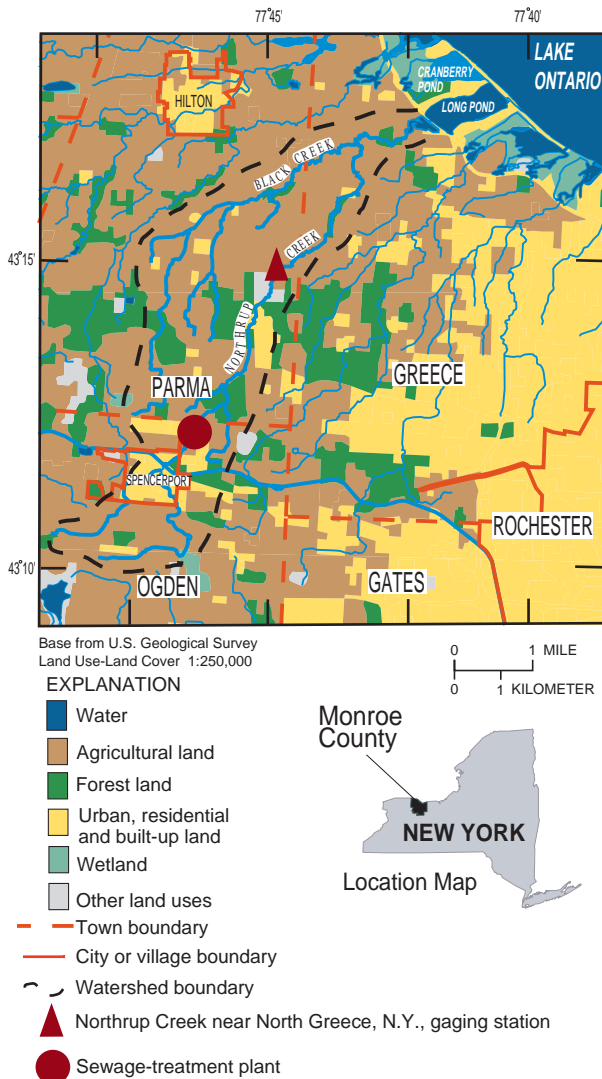 77°45' 77°40'
LAKE
ONTARIO
CRANBERRY
POND
LONG POND
HILTON
BLACK CREEK
43°15'
CREEK
NORTHRUP
PARMA
GREECE
SPENCERPORT
ROCHESTER
43°10'
OGDEN
GATES
Base from U.S. Geological Survey
Land Use-Land Cover 1:250,000
0 1 MILE
0 1 KILOMETER
EXPLANATION
Water
Agricultural land
Forest land
Urban, residential
and built-up land
Wetland
Other land uses
Town boundary
City or village boundary
Watershed boundary
Northrup Creek near North Greece, N.Y., gaging station
Sewage-treatment plant
Monroe
County
NEW YORK
Location Map